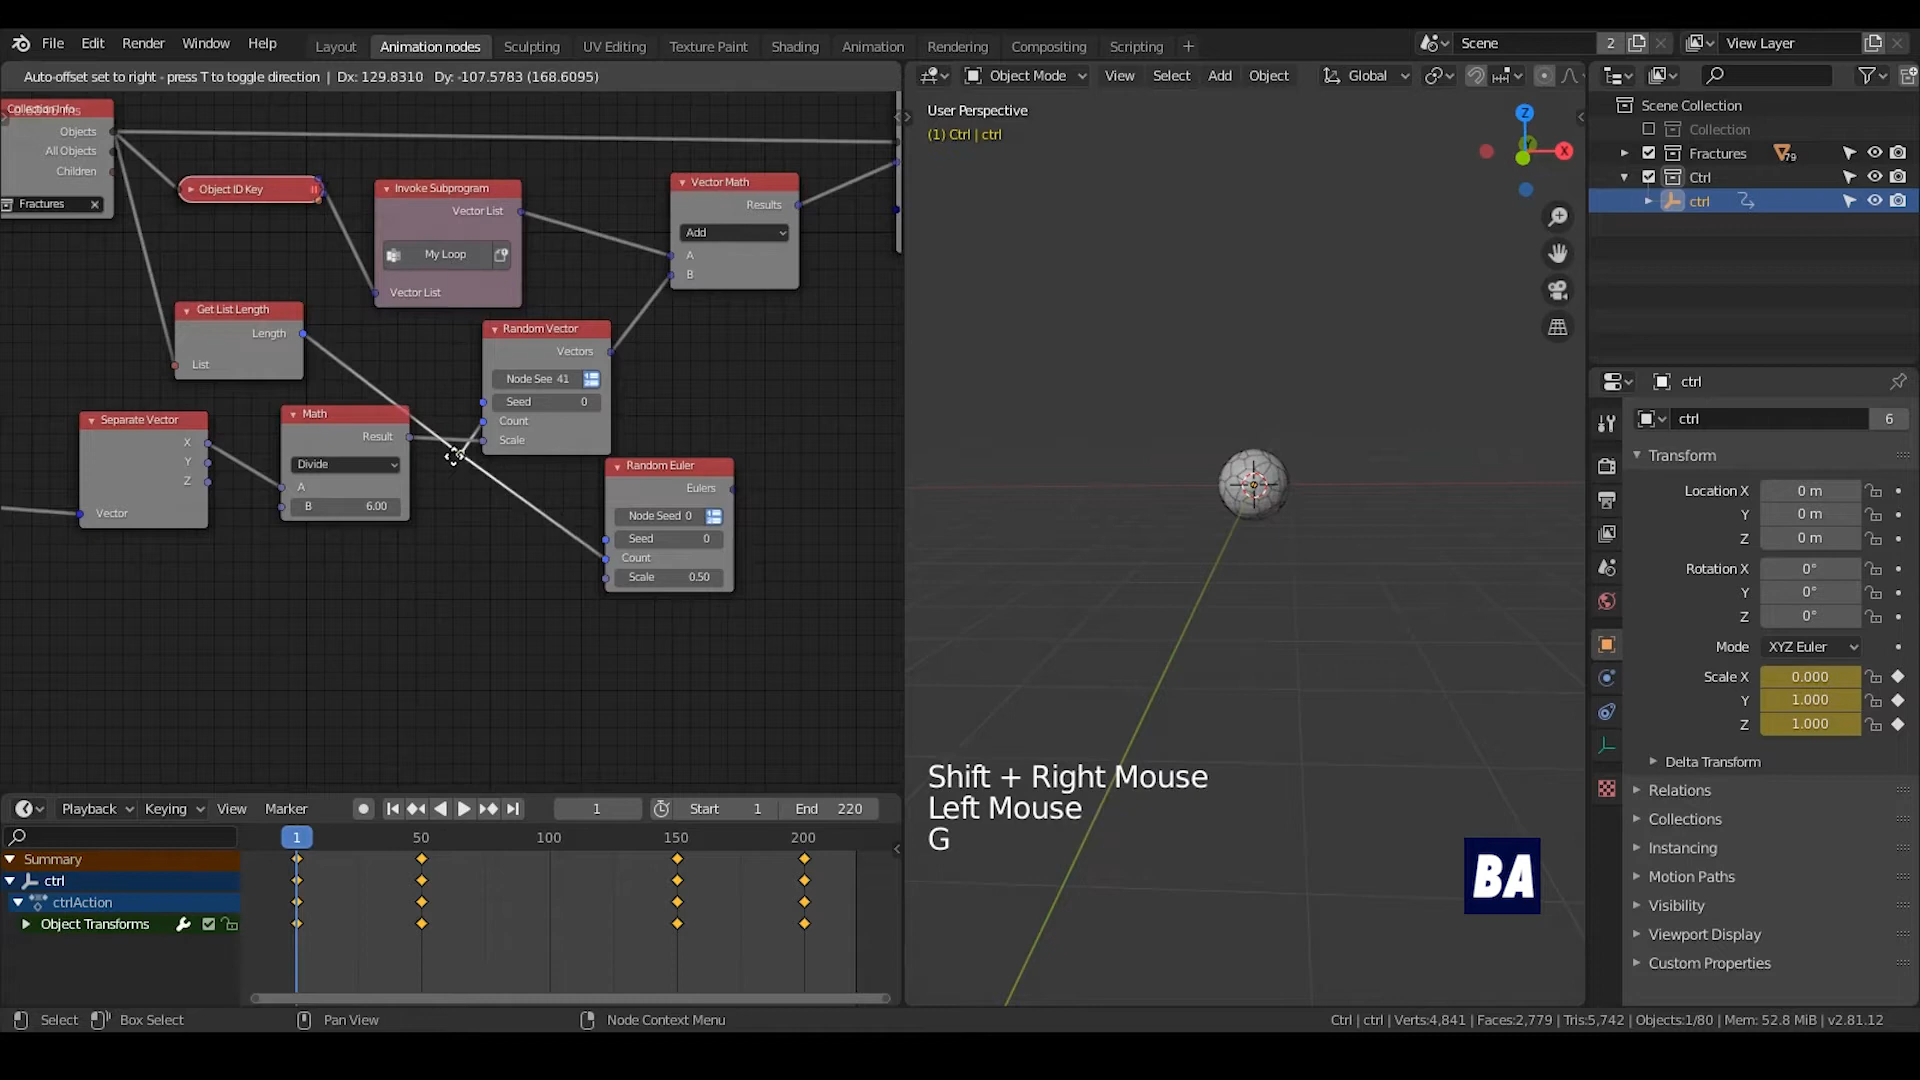 File Edit Render Window Help
Layout Animation nodes Sculpting UV Editing Texture Paint Shading Animation Rendering Compositing Scripting +
Scene 2 View Layer
Auto-offset set to right - press T to toggle direction | Dx: 129.8310 Dy: -107.5783 (168.6095)
Object Mode View Select Add Object Global
Collection Info
Objects
All Objects
Children
Fractures
Object ID Key
Invoke Subprogram
Vector List
My Loop
Vector List
Vector Math
Results
Add
A
B
Get List Length
Length
List
Random Vector
Vectors
Node See 41
Seed 0
Count
Scale
Separate Vector
X
Y
Z
Vector
Math
Result
Divide
A
B 6.00
Random Euler
Eulers
Node Seed 0
Seed 0
Count
Scale 0.50
User Perspective
(1) Ctrl | ctrl
Z
X
Shift + Right Mouse
Left Mouse
G
BA
Scene Collection
Collection
Fractures 79
Ctrl
ctrl
ctrl
ctrl 6
Transform
Location X 0 m
Y 0 m
Z 0 m
Rotation X 0°
Y 0°
Z 0°
Mode XYZ Euler
Scale X 0.000
Y 1.000
Z 1.000
Delta Transform
Relations
Collections
Instancing
Motion Paths
Visibility
Viewport Display
Custom Properties
Playback Keying View Marker 1 Start 1 End 220
1 50 100 150 200
Summary
ctrl
ctrlAction
Object Transforms
Select Box Select Pan View Node Context Menu
Ctrl | ctrl | Verts:4,841 | Faces:2,779 | Tris:5,742 | Objects:1/80 | Mem: 52.8 MiB | v2.81.12